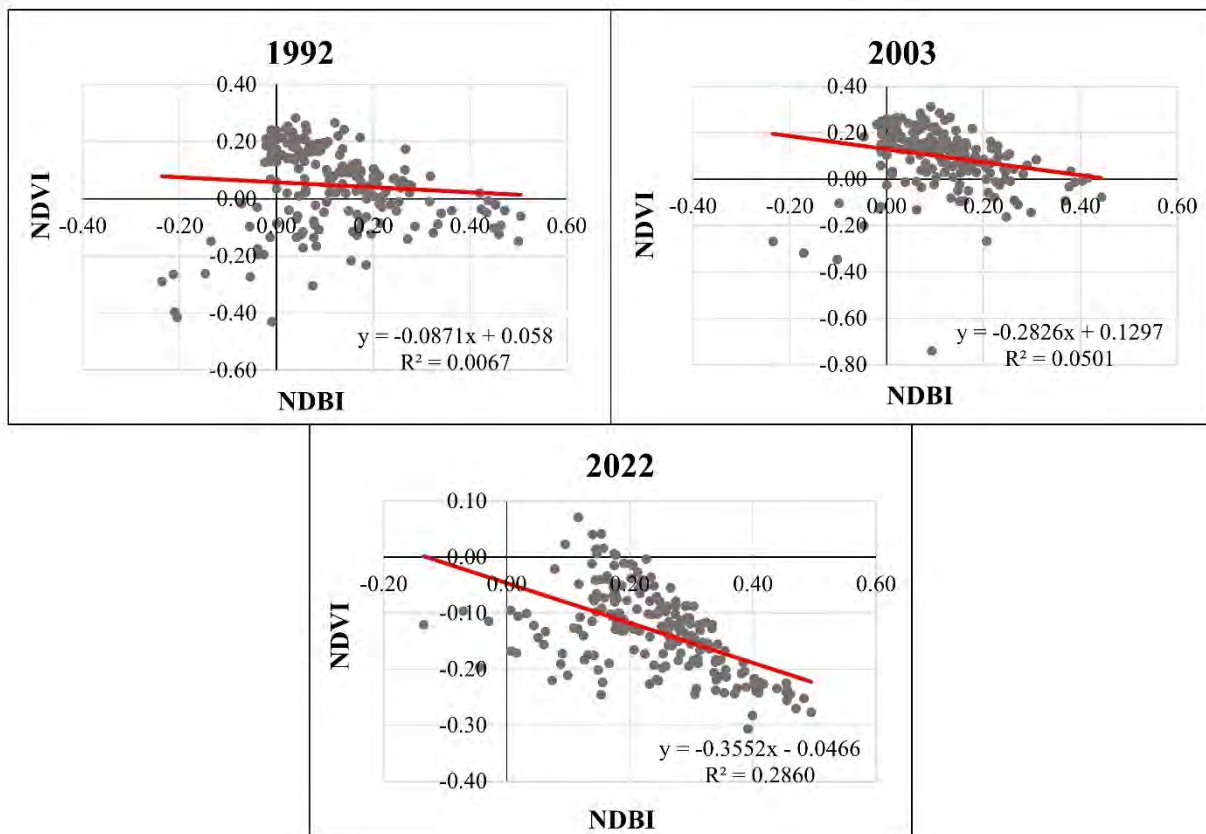 1992
0.40
0.20
0.00
-0.40 -0.20 0.00 0.20 0.40 0.60
-0.20
-0.40
-0.60
NDVI
y = -0.0871x + 0.058
R² = 0.0067
NDBI
2003
0.40
0.20
0.00
-0.40 -0.20 0.00 0.20 0.40 0.60
-0.20
-0.40
-0.60
-0.80
NDVI
y = -0.2826x + 0.1297
R² = 0.0501
NDBI
2022
0.10
0.00
-0.20 0.00 0.20 0.40 0.60
-0.10
-0.20
-0.30
-0.40
NDVI
y = -0.3552x - 0.0466
R² = 0.2860
NDBI